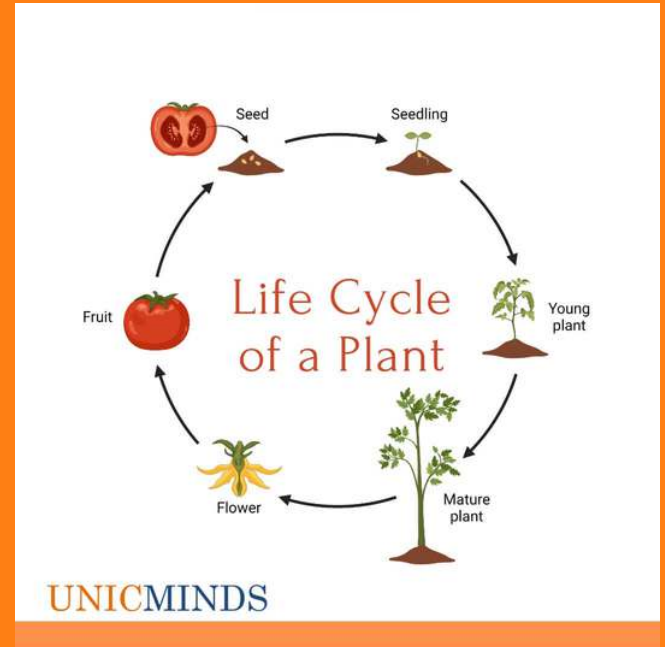 Seed
Seedling
Life Cycle
of a Plant
Young
plant
Mature
plant
Flower
Fruit
UNICMINDS